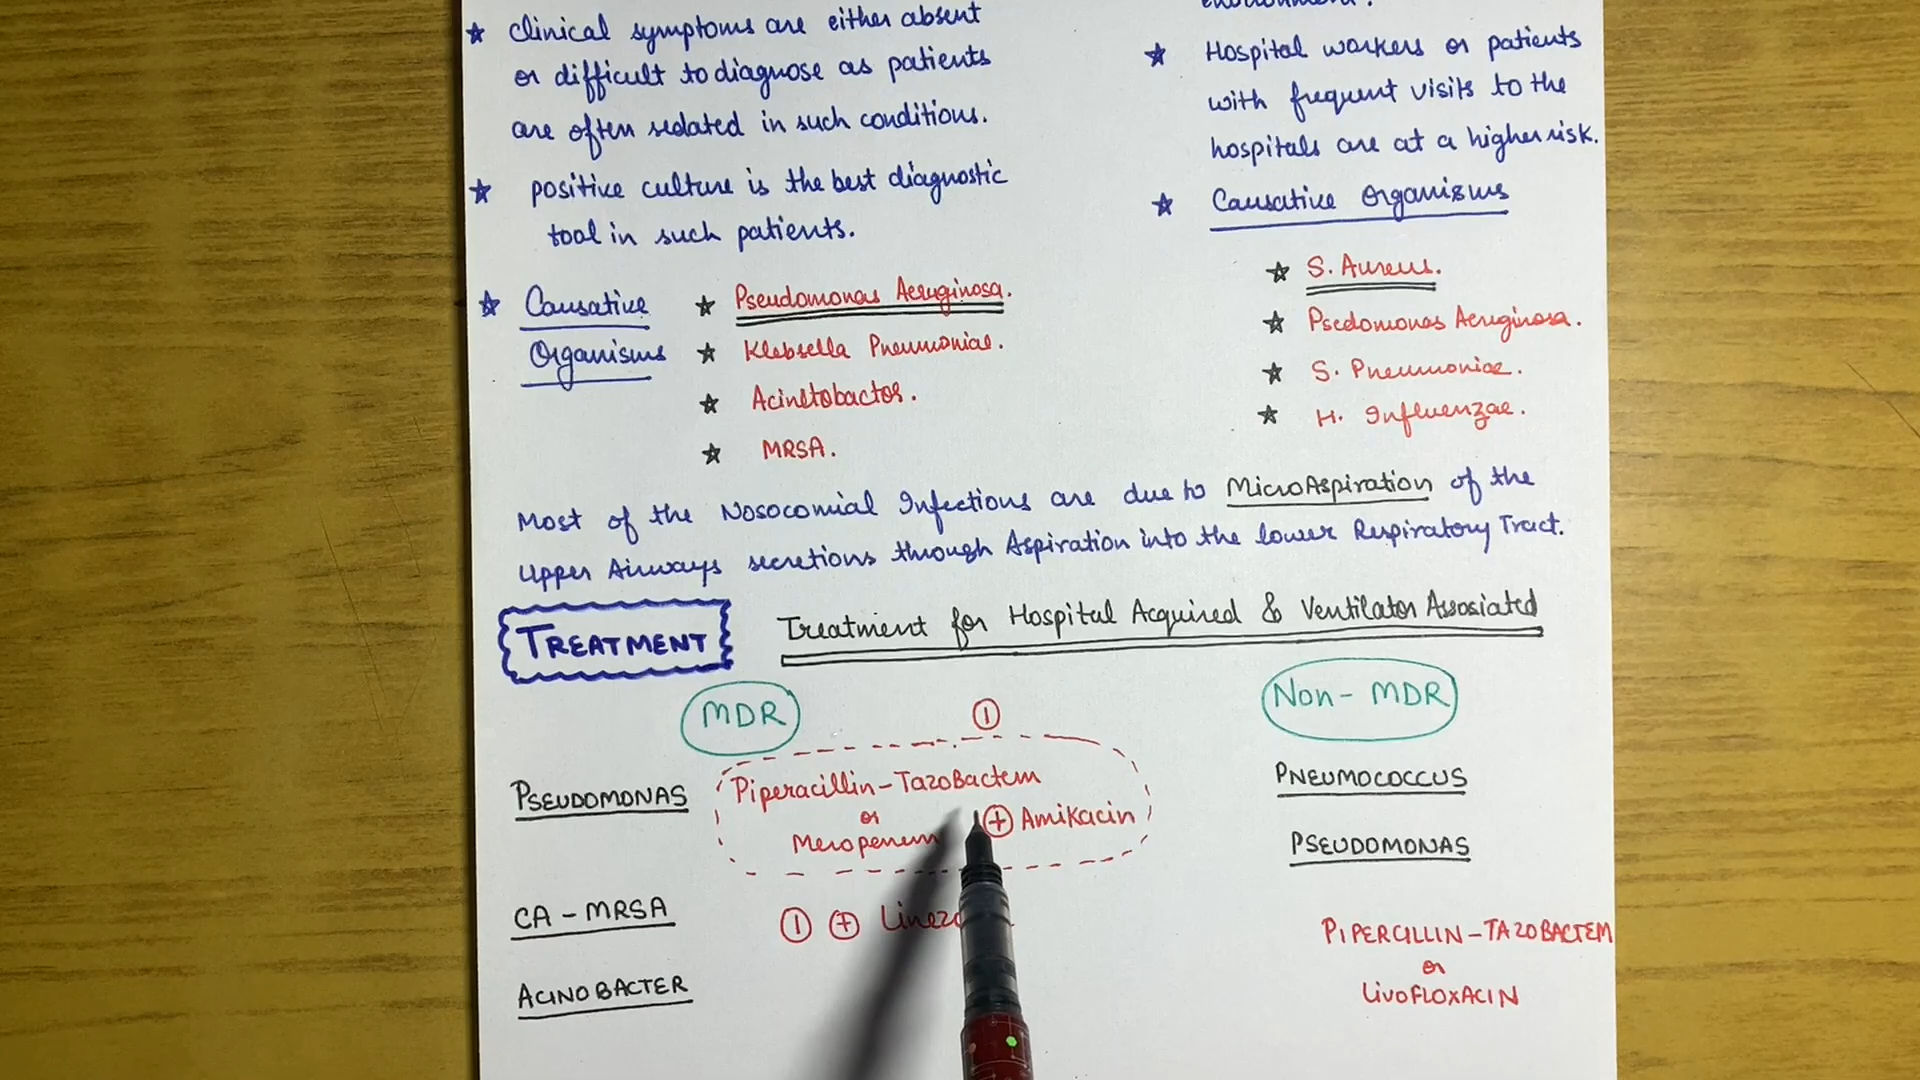 clinical symptoms are either absent
or difficult to diagnose as patients
are often sedated in such conditions.
positive culture is the best diagnostic
tool in such patients.
Causative
Organisms
Pseudomonas Aeruginosa.
Klebsella Pneumoniae.
Acinetobactor.
MRSA.
Hospital workers or patients
with frequent visits to the
hospitals are at a higher risk.
Causative Organisms
S. Aureus.
Psedomonas Aeruginosa.
S. Pneumoniae.
H. Influenzae.
Most of the Nosocomial Infections are due to MicroAspiration of the
Upper Airways secretions through Aspiration into the lower Respiratory Tract.
TREATMENT
Treatment for Hospital Acquired & Ventilator Assosiated
MDR
1
PSEUDOMONAS
Piperacillin-TazoBactem
or
Meropenem
+ Amikacin
CA-MRSA
1 +
ACINOBACTER
Non-MDR
PNEUMOCOCCUS
PSEUDOMONAS
PIPERCILLIN-TAZOBACTEM
or
LIVOFLOXACIN